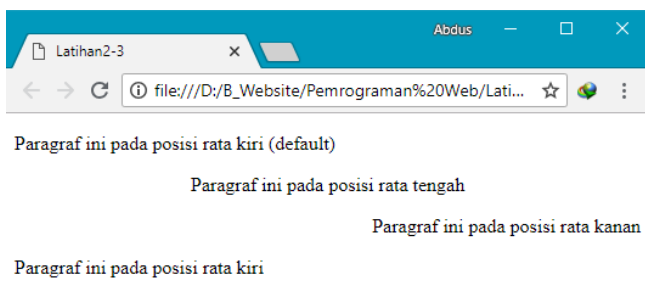 Abdus
Latihan2-3
file:///D:/B_Website/Pemrograman%20Web/Lati...
Paragraf ini pada posisi rata kiri (default)
Paragraf ini pada posisi rata tengah
Paragraf ini pada posisi rata kanan
Paragraf ini pada posisi rata kiri